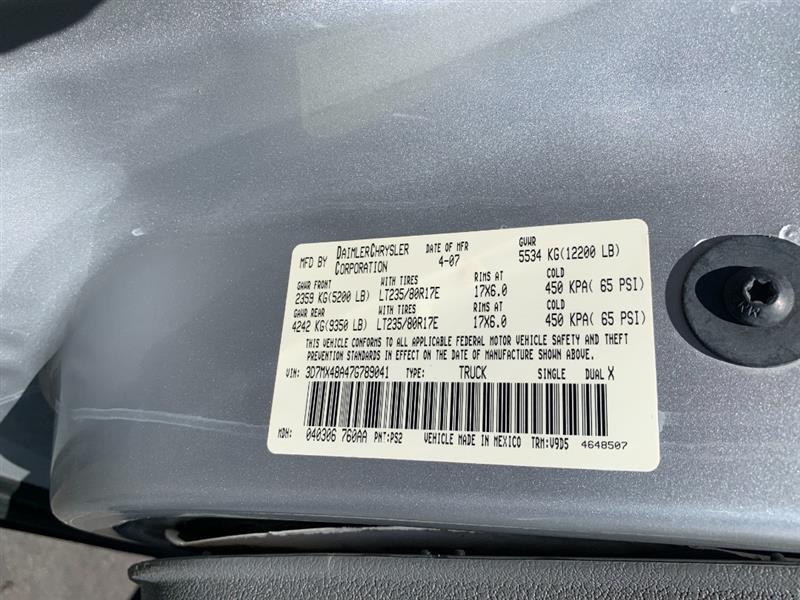 MFD BY DAIMLERCHRYSLER CORPORATION DATE OF MFR 4-07 GVWR 5534 KG(12200 LB)
GAWR FRONT WITH TIRES RIMS AT COLD
2359 KG(5200 LB) LT235/80R17E 17X6.0 450 KPA( 65 PSI)
GAWR REAR WITH TIRES RIMS AT COLD
4242 KG(9350 LB) LT235/80R17E 17X6.0 450 KPA( 65 PSI)
THIS VEHICLE CONFORMS TO ALL APPLICABLE FEDERAL MOTOR VEHICLE SAFETY AND THEFT
PREVENTION STANDARDS IN EFFECT ON THE DATE OF MANUFACTURE SHOWN ABOVE.
VIN: 3D7MX48A47G789041 TYPE: TRUCK SINGLE DUAL X
MDH: 040306 760AA PNT:PS2 VEHICLE MADE IN MEXICO TRM:V9D5 4648507